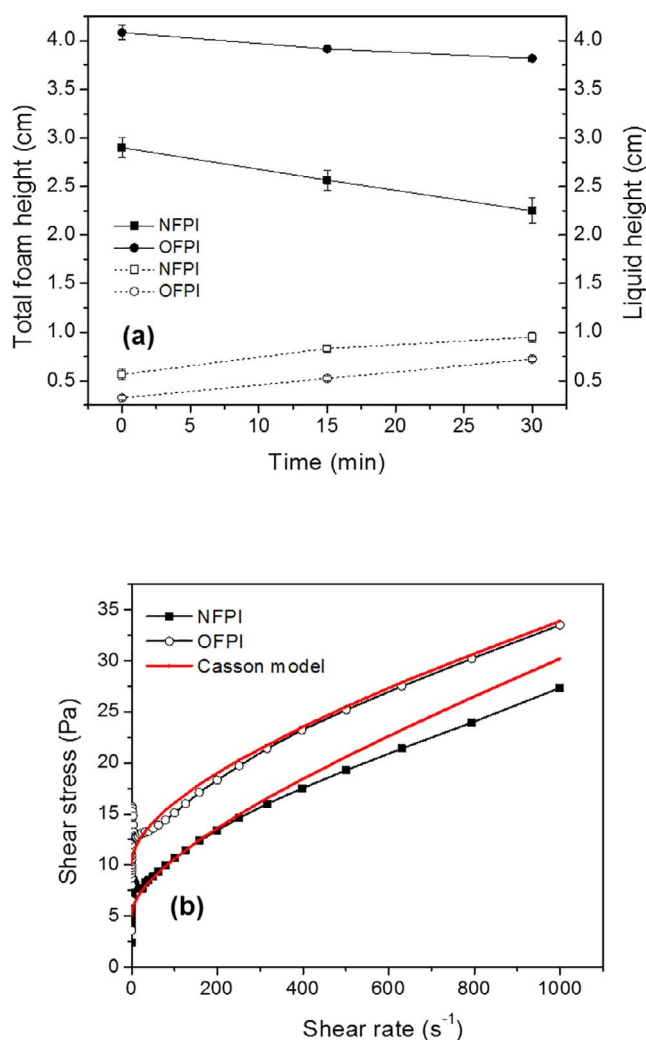 4.0
3.5
3.0
2.5
2.0
1.5
1.0
0.5
Total foam height (cm)
4.0
3.5
3.0
2.5
2.0
1.5
1.0
0.5
Liquid height (cm)
NFPI
OFPI
NFPI
OFPI
(a)
0 5 10 15 20 25 30
Time (min)
35
30
25
20
15
10
5
0
Shear stress (Pa)
NFPI
OFPI
Casson model
(b)
0 200 400 600 800 1000
Shear rate (s⁻¹)